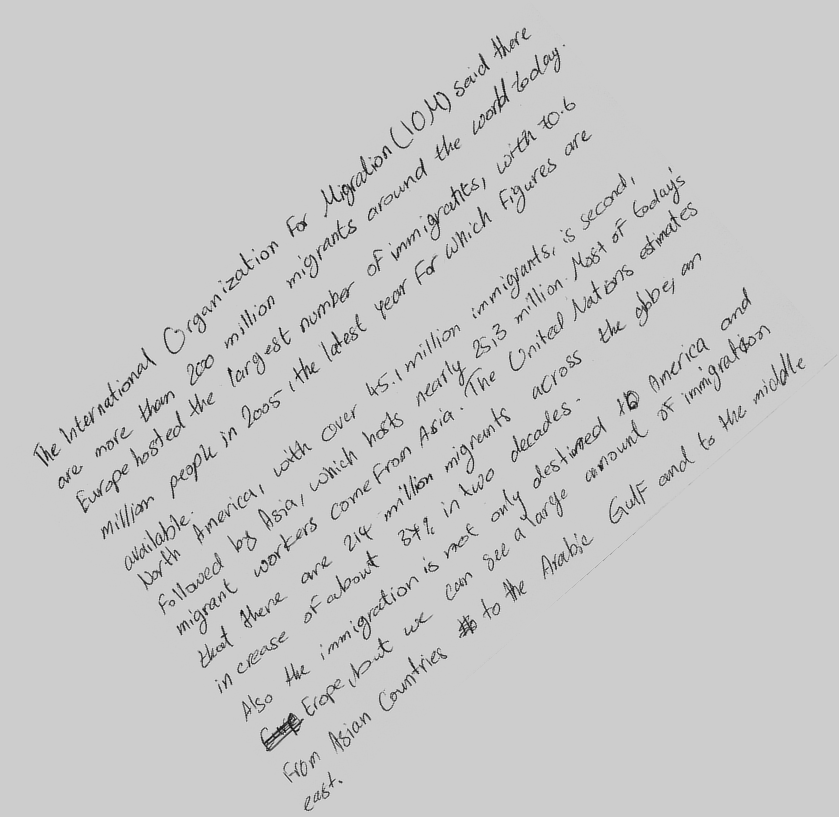 The International Organization For Migration (IOM) said there
are more than 200 million migrants around the world today.
Europe hosted the largest number of immigrants, with 70.6
million people in 2005, the latest year for which figures are
available.
North America, with over 45.1 million immigrants, is second,
followed by Asia, which hosts nearly 25,3 million. Most of today's
migrant workers come from Asia. The United Nations estimates
that there are 214 million migrants across the globe, an
increase of about 37% in two decades.
Also the immigration is not only destined to America and
Erope, but we can see a large amount of immigration
From Asian Countries to the Arabic Gulf and to the middle
east.